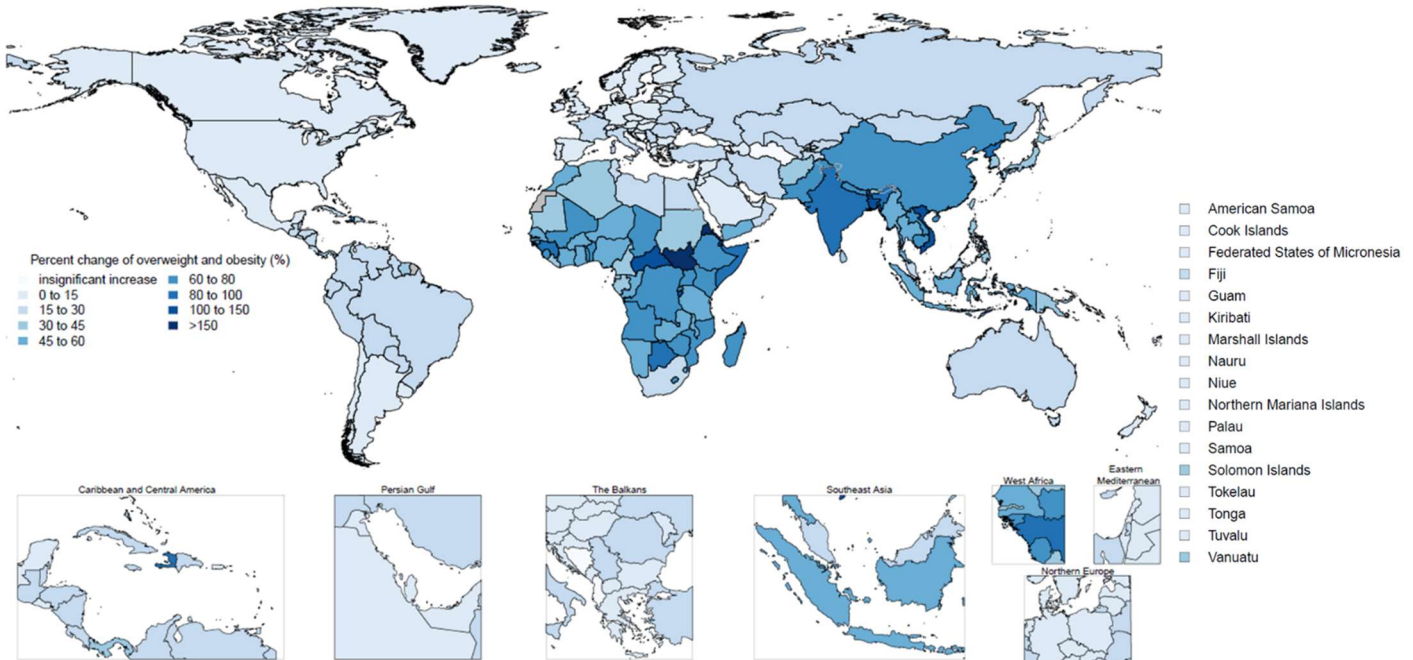 Percent change of overweight and obesity (%)
insignificant increase
0 to 15
15 to 30
30 to 45
45 to 60
60 to 80
80 to 100
100 to 150
>150
American Samoa
Cook Islands
Federated States of Micronesia
Fiji
Guam
Kiribati
Marshall Islands
Nauru
Niue
Northern Mariana Islands
Palau
Samoa
Solomon Islands
Tokelau
Tonga
Tuvalu
Vanuatu
Caribbean and Central America
Persian Gulf
The Balkans
Southeast Asia
West Africa
Eastern
Mediterranean
Northern Europe